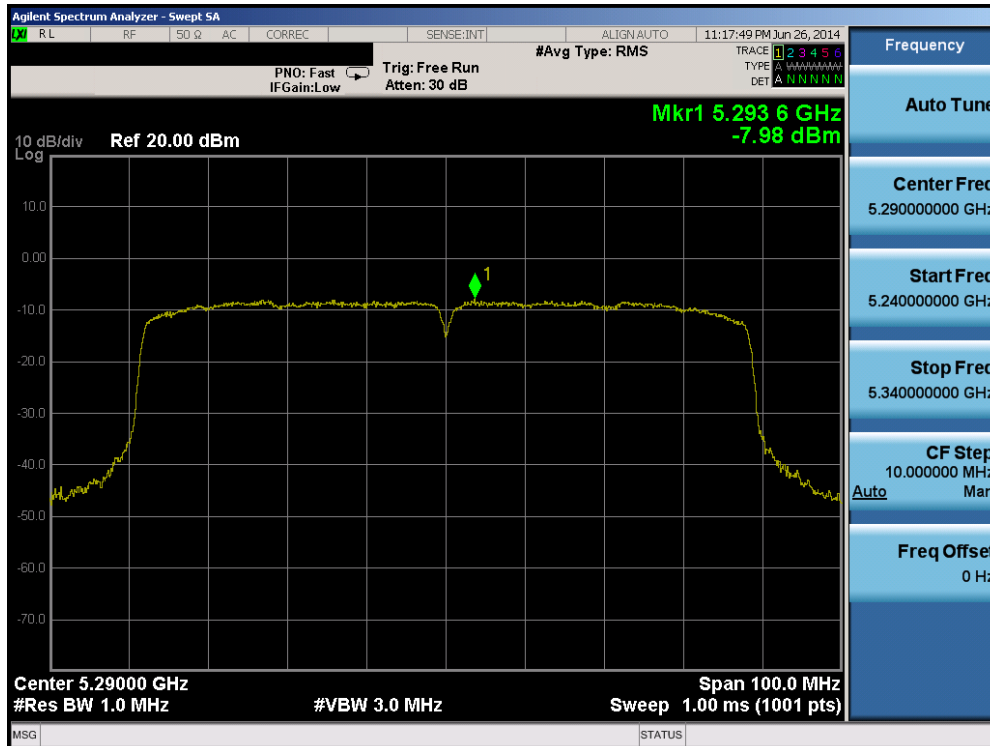 Agilent Spectrum Analyzer - Swept SA
LXI RL RF 50 Ω AC CORREC SENSE:INT ALIGN AUTO 11:17:49 PM Jun 26, 2014
PNO: Fast
IFGain:Low
Trig: Free Run
Atten: 30 dB
#Avg Type: RMS
TRACE 1 2 3 4 5 6
TYPE A WWWWW
DET A N N N N N
Mkr1 5.293 6 GHz
-7.98 dBm
10 dB/div
Log
Ref 20.00 dBm
10.0
0.00
-10.0
-20.0
-30.0
-40.0
-50.0
-60.0
-70.0
1
Center 5.29000 GHz
Span 100.0 MHz
#Res BW 1.0 MHz
#VBW 3.0 MHz
Sweep 1.00 ms (1001 pts)
MSG
STATUS
Frequency
Auto Tune
Center Freq
5.290000000 GHz
Start Freq
5.240000000 GHz
Stop Freq
5.340000000 GHz
CF Step
10.000000 MHz
Auto Man
Freq Offset
0 Hz